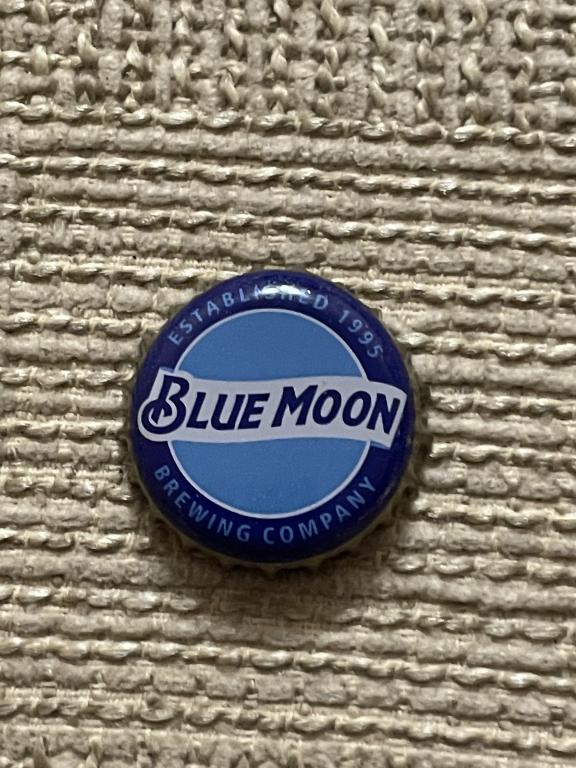 ESTABLISHED 1995
BLUE MOON
BREWING COMPANY